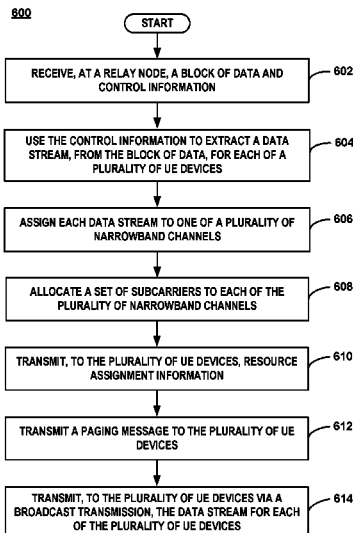 600
START
RECEIVE, AT A RELAY NODE, A BLOCK OF DATA AND
CONTROL INFORMATION
602
USE THE CONTROL INFORMATION TO EXTRACT A DATA
STREAM, FROM THE BLOCK OF DATA, FOR EACH OF A
PLURALITY OF UE DEVICES
604
ASSIGN EACH DATA STREAM TO ONE OF A PLURALITY OF
NARROWBAND CHANNELS
606
ALLOCATE A SET OF SUBCARRIERS TO EACH OF THE
PLURALITY OF NARROWBAND CHANNELS
608
TRANSMIT, TO THE PLURALITY OF UE DEVICES, RESOURCE
ASSIGNMENT INFORMATION
610
TRANSMIT A PAGING MESSAGE TO THE PLURALITY OF UE
DEVICES
612
TRANSMIT, TO THE PLURALITY OF UE DEVICES VIA A
BROADCAST TRANSMISSION, THE DATA STREAM FOR EACH
OF THE PLURALITY OF UE DEVICES
614